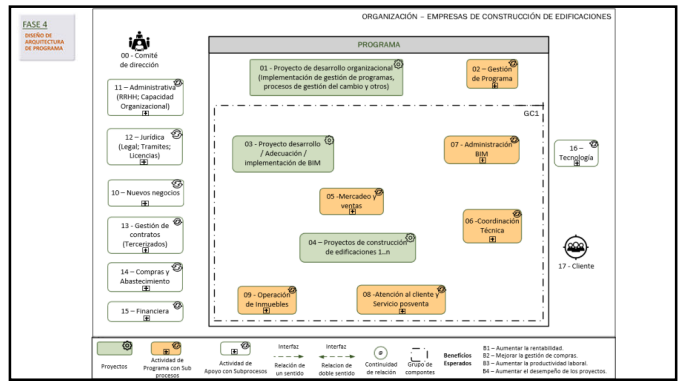 ORGANIZACIÓN – EMPRESAS DE CONSTRUCCIÓN DE EDIFICACIONES
FASE 4
DISEÑO DE
ARQUITECTURA
DE PROGRAMA
00 - Comité
de dirección
PROGRAMA
01 - Proyecto de desarrollo organizacional
(Implementación de gestión de programas,
procesos de gestión del cambio y otros)
02 – Gestión
de Programa
11 – Administrativa
(RRHH; Capacidad
Organizacional)
GC1
12 – Jurídica
(Legal; Tramites;
Licencias)
03 - Proyecto desarrollo
/ Adecuación /
implementación de BIM
07 - Administración
BIM
16 –
Tecnología
10 – Nuevos negocios
05 -Mercadeo y
ventas
06 -Coordinación
Técnica
13 - Gestión de
contratos
(Tercerizados)
04 – Proyectos de construcción
de edificaciones 1..n
17 - Cliente
14 – Compras y
Abastecimiento
09 - Operación
de Inmuebles
08 -Atención al cliente y
Servicio posventa
15 – Financiera
Proyectos
Actividad de
Programa con Sub
procesos
Actividad de
Apoyo con Subprocesos
Interfaz
Relación de
un sentido
Interfaz
Relacion de
doble sentido
Continuidad
de relación
Grupo de
compontes
Beneficios
Esperados
B1 – Aumentar la rentabilidad.
B2 – Mejorar la gestión de compras.
B3 – Aumentar la productividad laboral.
B4 – Aumentar el desempeño de los proyectos.